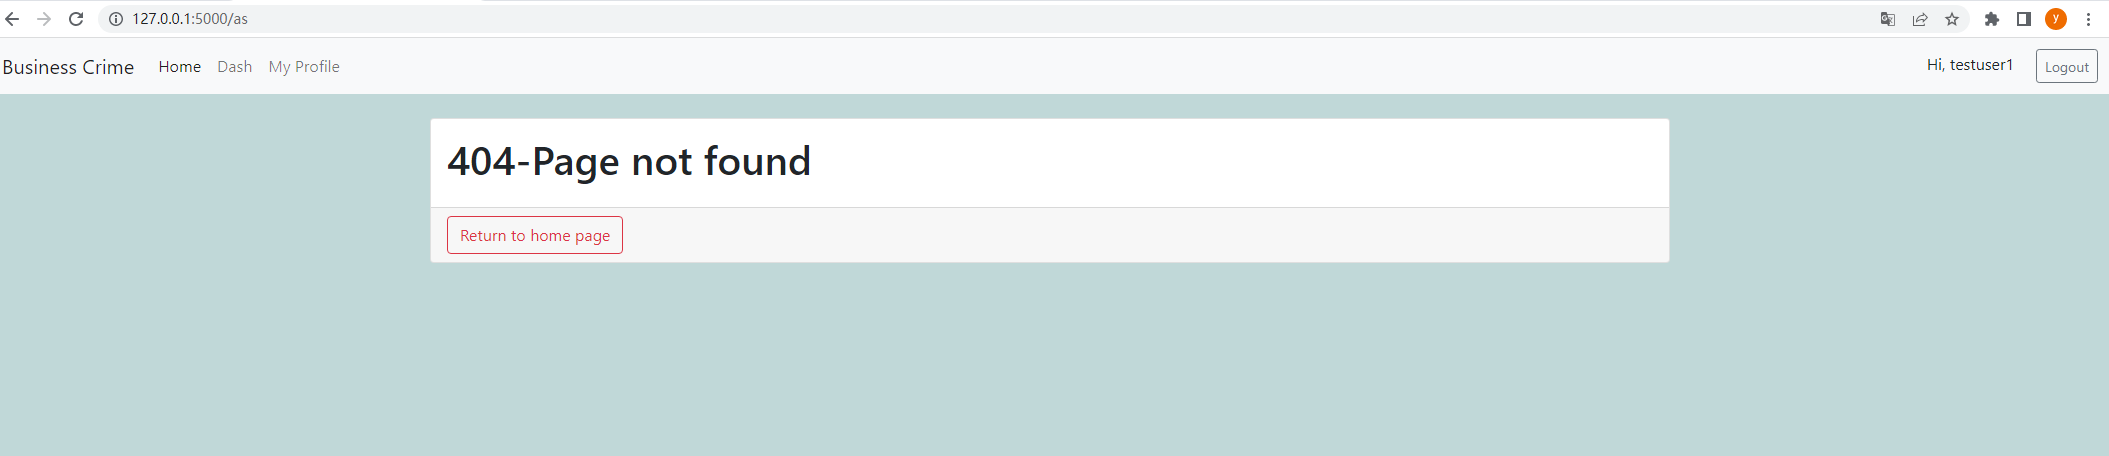 127.0.0.1:5000/as
y
Business Crime Home Dash My Profile Hi, testuser1 Logout
404-Page not found
Return to home page